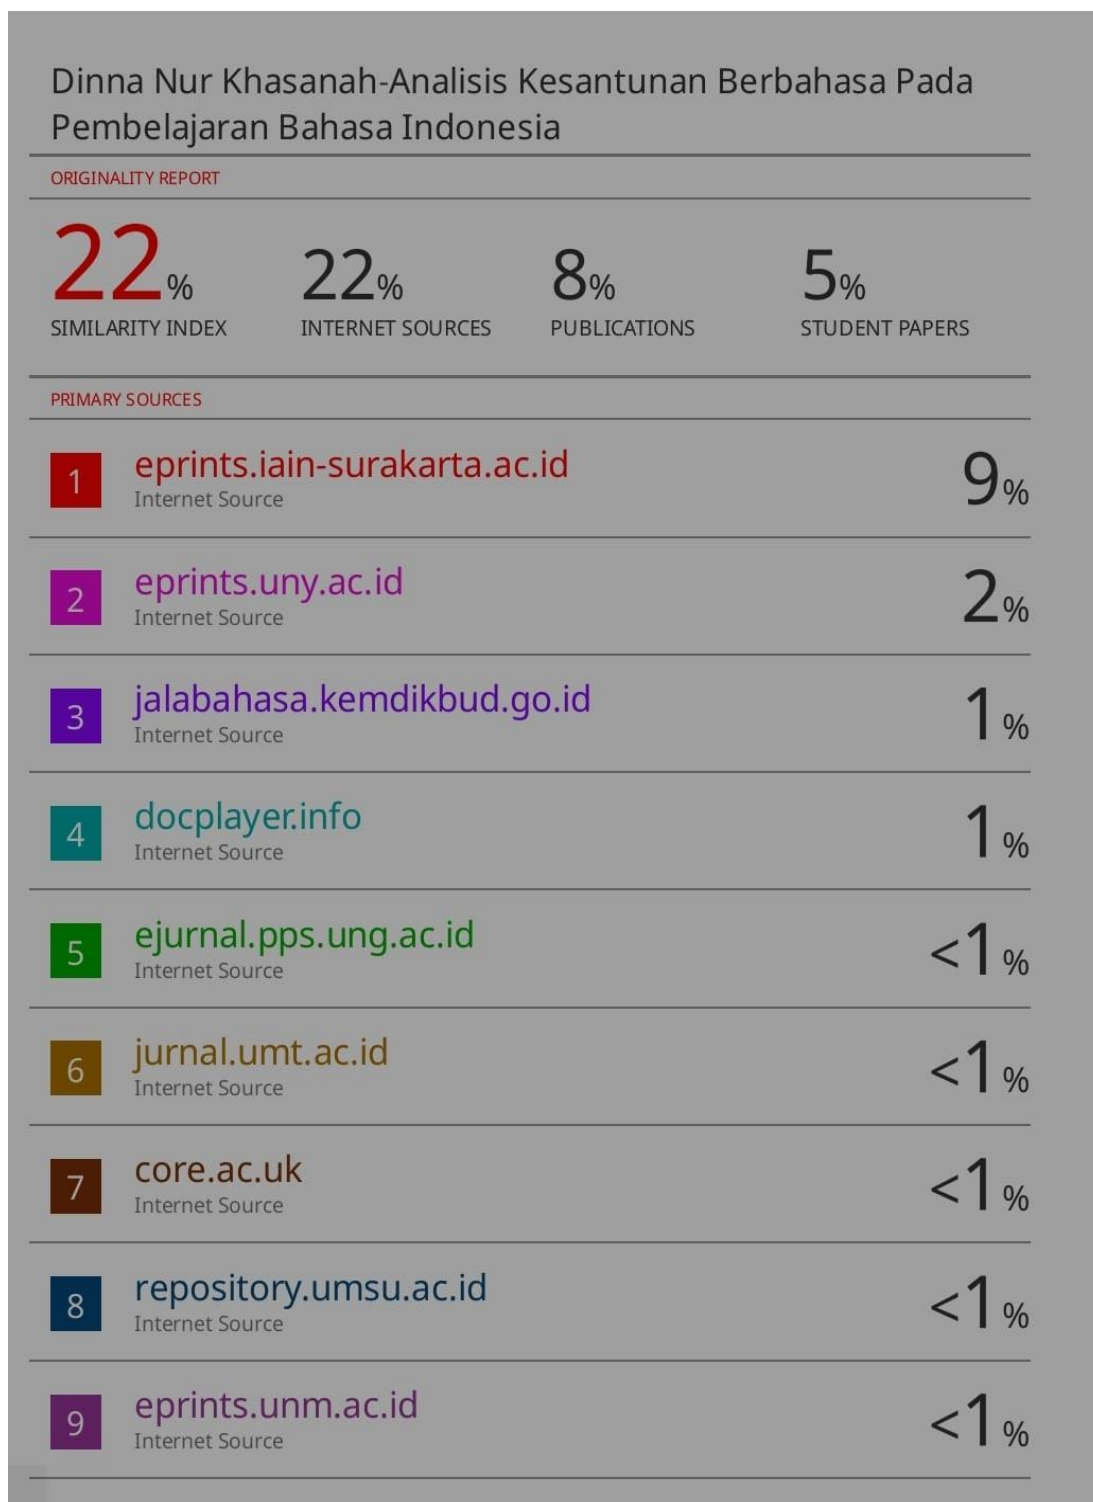 Dinna Nur Khasanah-Analisis Kesantunan Berbahasa Pada
Pembelajaran Bahasa Indonesia
ORIGINALITY REPORT
22% 22% 8% 5%
SIMILARITY INDEX INTERNET SOURCES PUBLICATIONS STUDENT PAPERS
PRIMARY SOURCES
1 eprints.iain-surakarta.ac.id 9%
Internet Source
2 eprints.uny.ac.id 2%
Internet Source
3 jalabahasa.kemdikbud.go.id 1%
Internet Source
4 docplayer.info 1%
Internet Source
5 ejurnal.pps.ung.ac.id <1%
Internet Source
6 jurnal.umt.ac.id <1%
Internet Source
7 core.ac.uk <1%
Internet Source
8 repository.umsu.ac.id <1%
Internet Source
9 eprints.unm.ac.id <1%
Internet Source